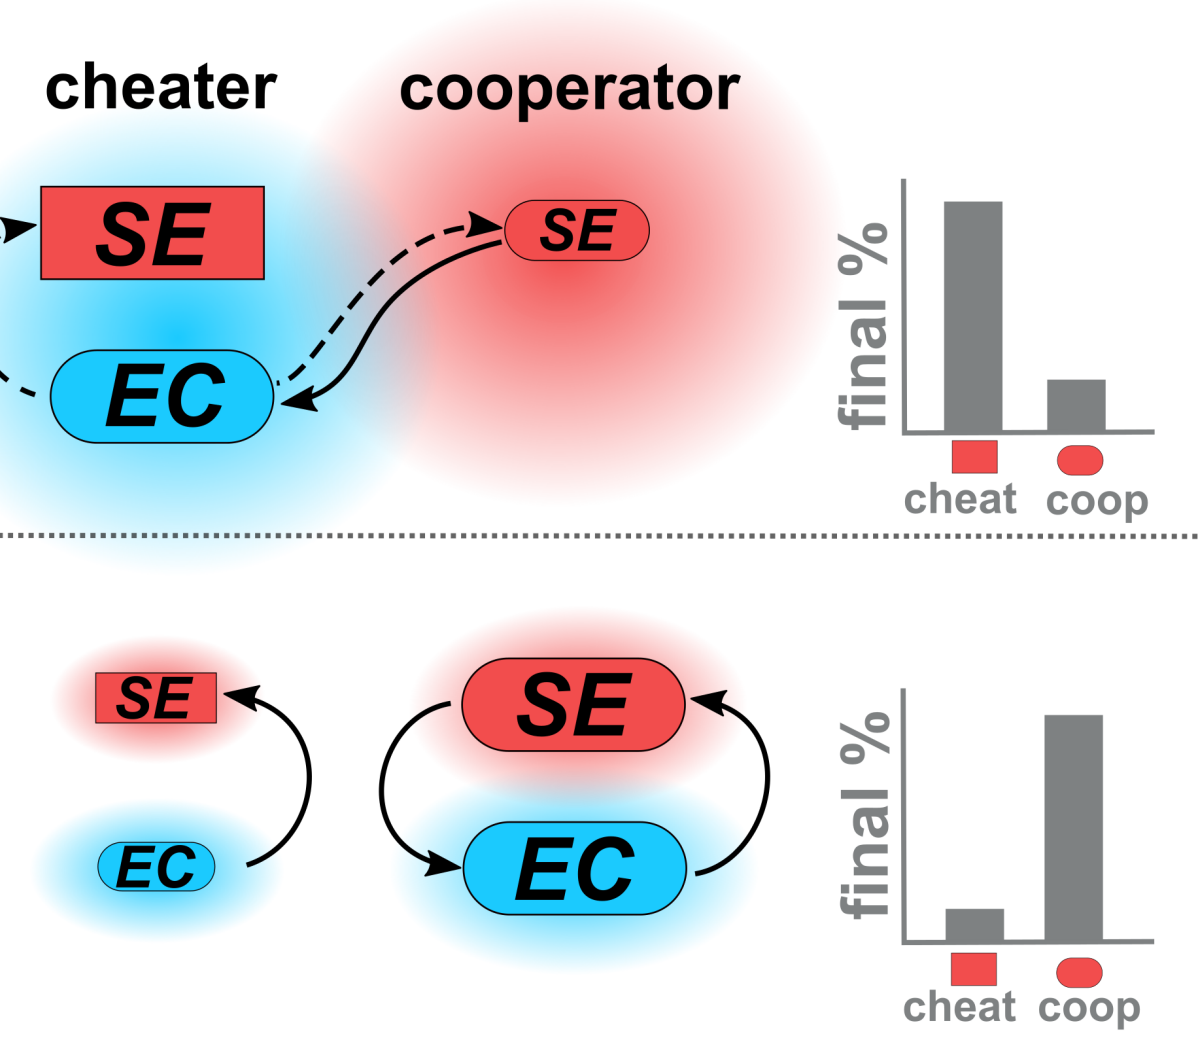 cheater cooperator
SE SE
EC
final %
cheat coop
SE SE
EC EC
final %
cheat coop